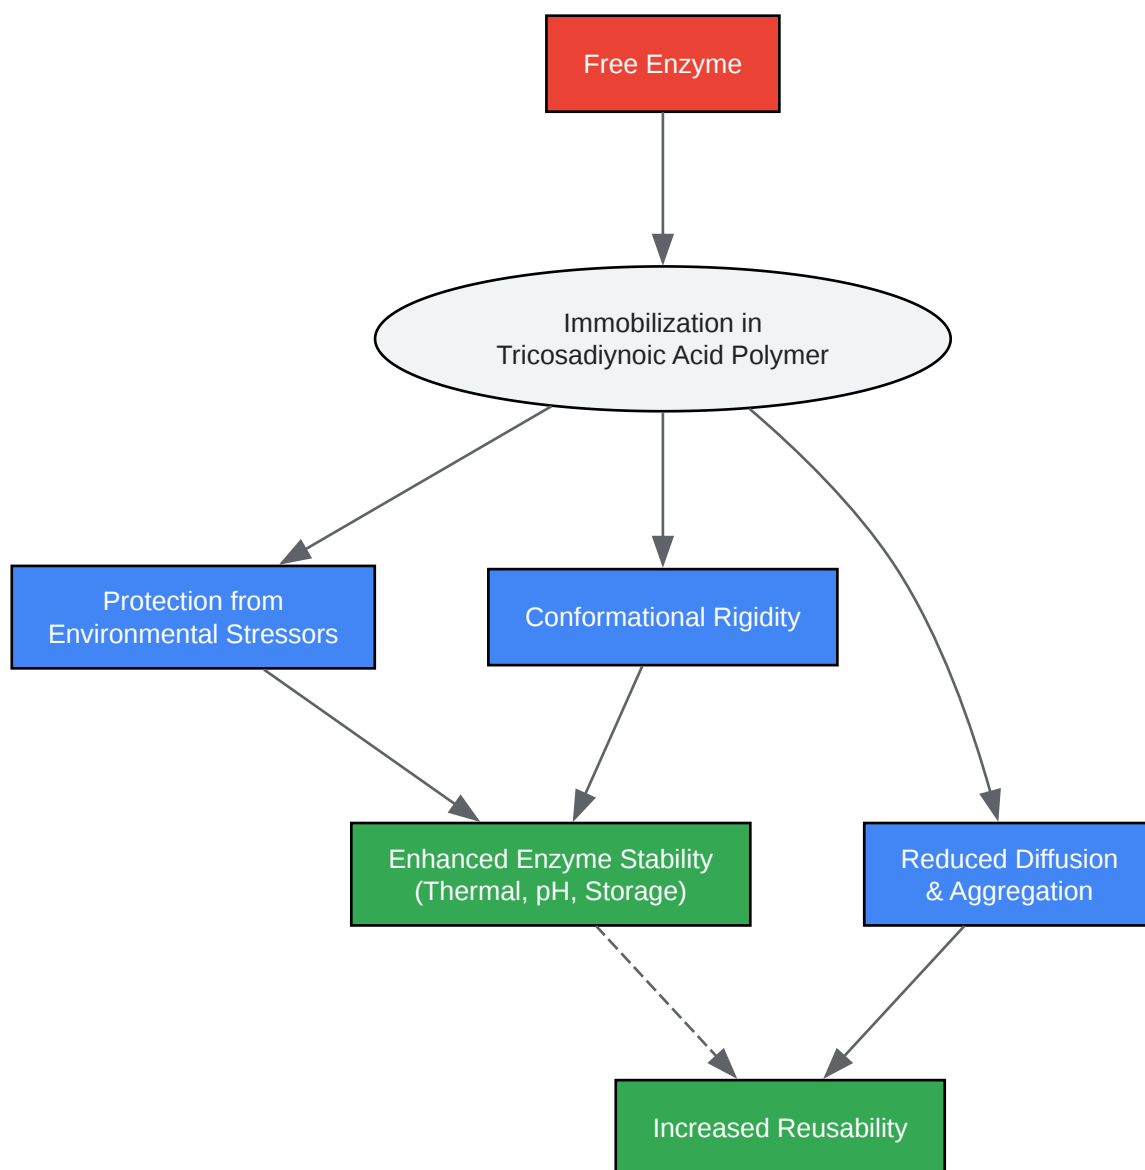 Free Enzyme
Immobilization in
Tricosadiynoic Acid Polymer
Protection from
Environmental Stressors
Conformational Rigidity
Enhanced Enzyme Stability
(Thermal, pH, Storage)
Reduced Diffusion
& Aggregation
Increased Reusability